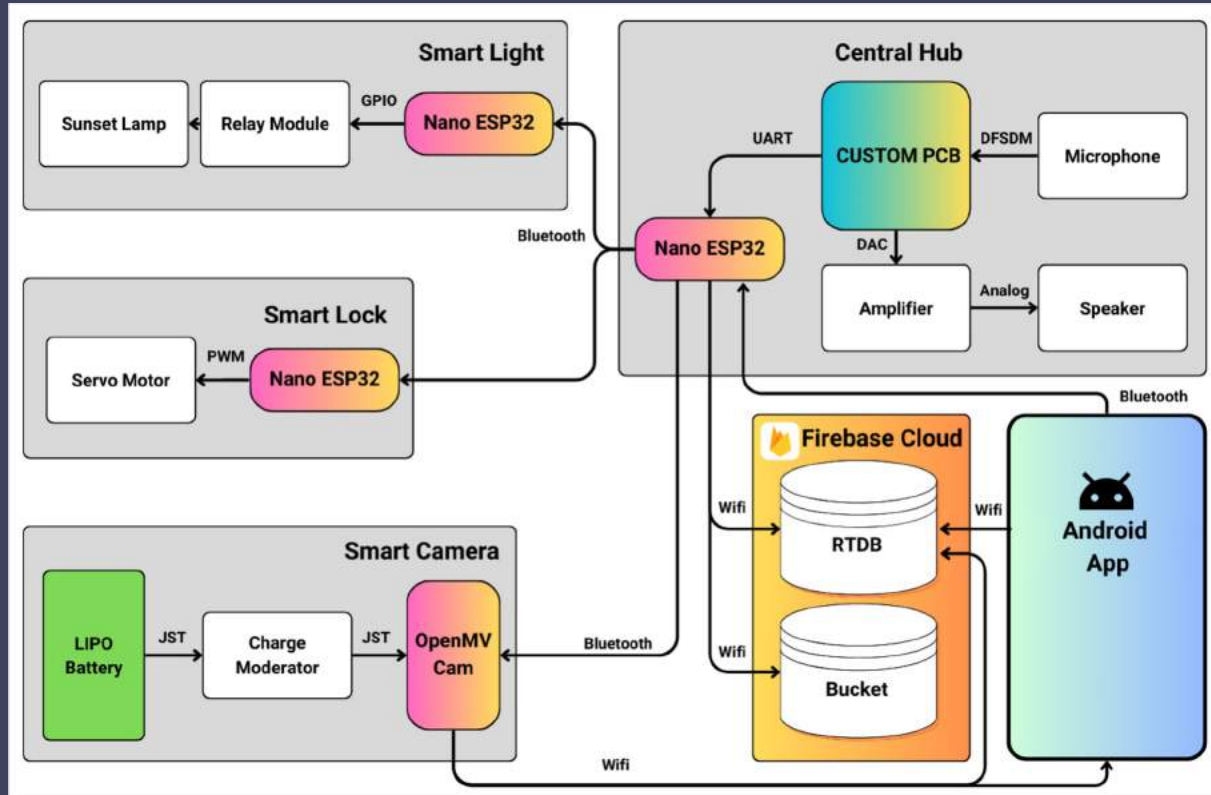 Smart Light
Sunset Lamp
Relay Module
GPIO
Nano ESP32
Central Hub
CUSTOM PCB
DFSDM
Microphone
UART
Nano ESP32
DAC
Amplifier
Analog
Speaker
Bluetooth
Smart Lock
Servo Motor
PWM
Nano ESP32
Bluetooth
Firebase Cloud
Wifi
RTDB
Wifi
Bucket
Wifi
Android
App
Smart Camera
LIPO
Battery
JST
Charge
Moderator
JST
OpenMV
Cam
Bluetooth
Wifi